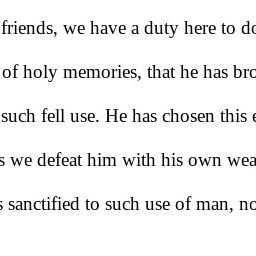 friends, we have a duty here to do
of holy memories, that he has bro
such fell use. He has chosen this e
s we defeat him with his own wea
s sanctified to such use of man, no